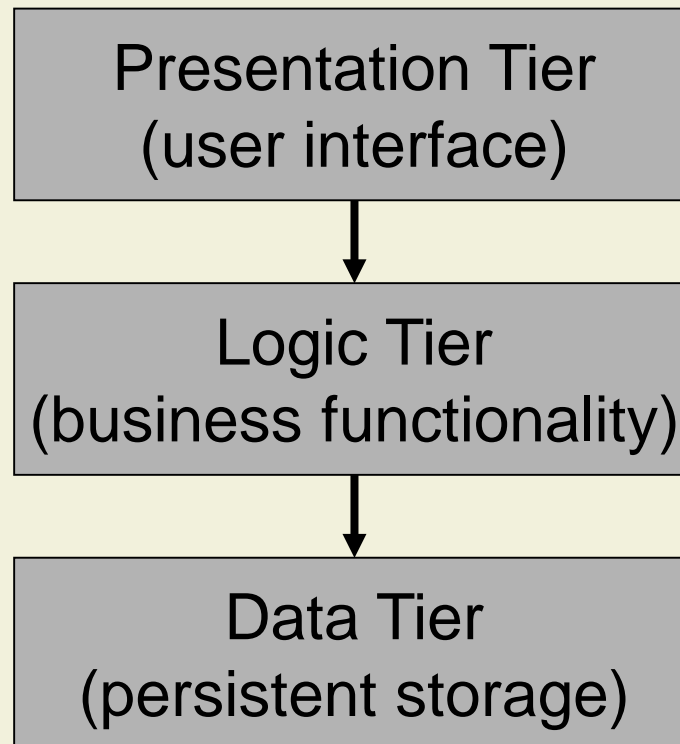 Presentation Tier
(user interface)
Logic Tier
(business functionality)
Data Tier
(persistent storage)